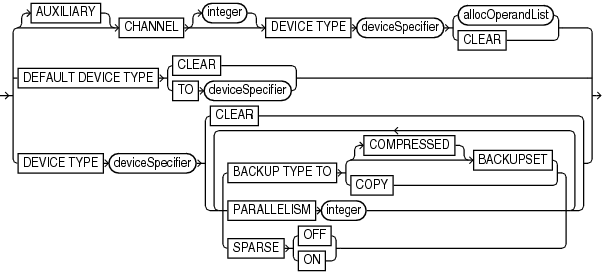 AUXILIARY CHANNEL integer DEVICE TYPE deviceSpecifier allocOperandList
CLEAR
DEFAULT DEVICE TYPE CLEAR
TO deviceSpecifier
DEVICE TYPE deviceSpecifier CLEAR
BACKUP TYPE TO COMPRESSED BACKUPSET
COPY
PARALLELISM integer
SPARSE OFF
ON